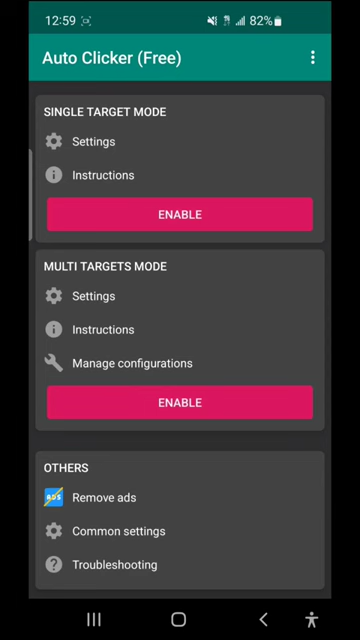 12:59 82%
Auto Clicker (Free)
SINGLE TARGET MODE
Settings
Instructions
ENABLE
MULTI TARGETS MODE
Settings
Instructions
Manage configurations
ENABLE
OTHERS
ADS Remove ads
Common settings
Troubleshooting